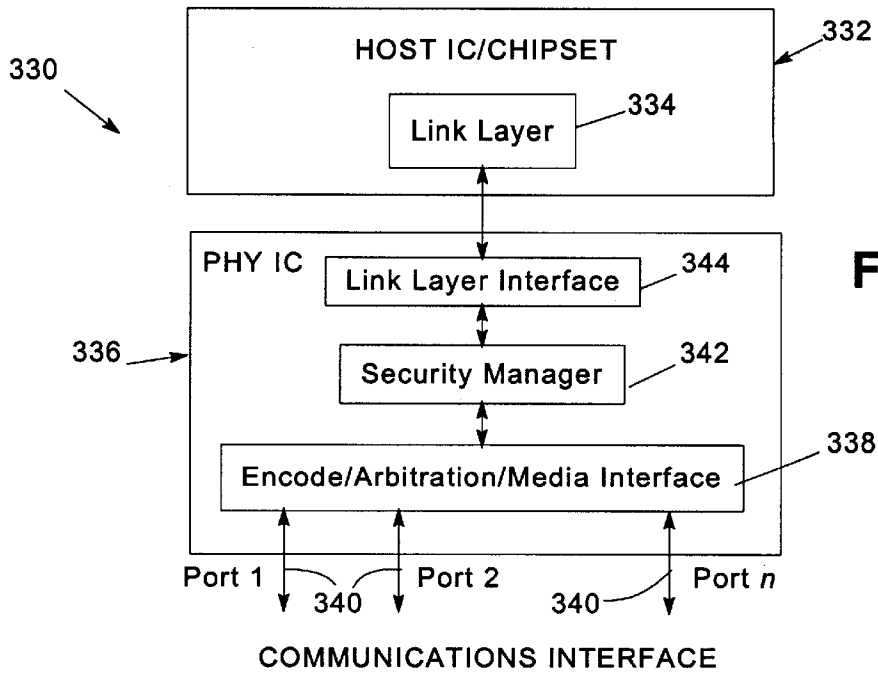 HOST IC/CHIPSET
332
330
334
Link Layer
PHY IC
Link Layer Interface
344
F
336
Security Manager
342
338
Encode/Arbitration/Media Interface
Port 1
340
Port 2
340
Port n
COMMUNICATIONS INTERFACE